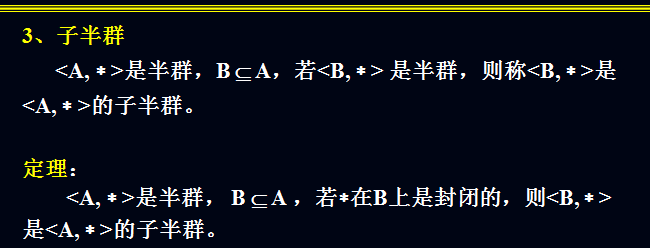 3、子半群
<A,*>是半群，B⊆A，若<B,*> 是半群，则称<B,*>是
<A,*>的子半群。
定理：
<A,*>是半群， B⊆A ，若*在B上是封闭的，则<B,*>
是<A,*>的子半群。